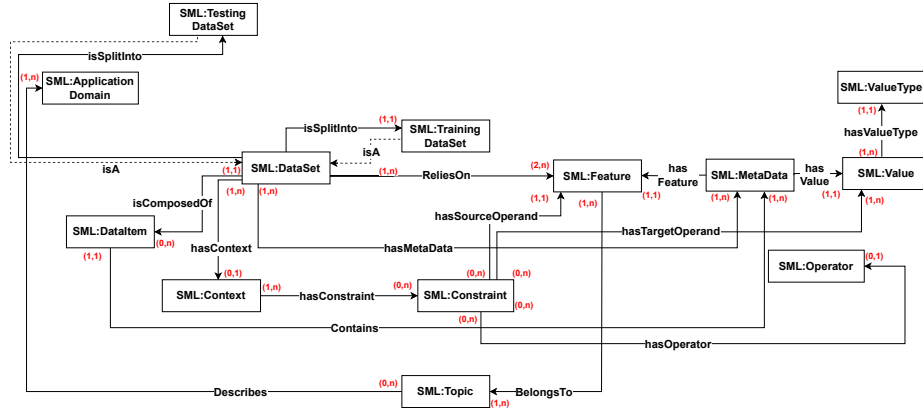 SML:Testing
DataSet
isSplitInto
(1,n)
SML:Application
Domain
SML:ValueType
(1,1)
isSplitInto
(1,1)
SML:Training
DataSet
hasValueType
isA
isA
SML:DataSet
(1,1)
(1,n)
(1,n)
(1,n)
ReliesOn
(2,n)
SML:Feature
(1,1)
(1,n)
has
Feature
(1,1)
SML:MetaData
(1,n)
(1,n)
has
Value
(1,1)
(1,n)
SML:Value
(1,n)
isComposedOf
SML:DataItem
(0,n)
(1,1)
hasContext
hasSourceOperand
hasTargetOperand
hasMetaData
(0,1)
SML:Context
(1,n)
hasConstraint
(0,n)
(0,n)
(0,n)
SML:Constraint
(0,n)
(0,n)
SML:Operator
(0,1)
Contains
hasOperator
Describes
(0,n)
SML:Topic
(1,n)
BelongsTo